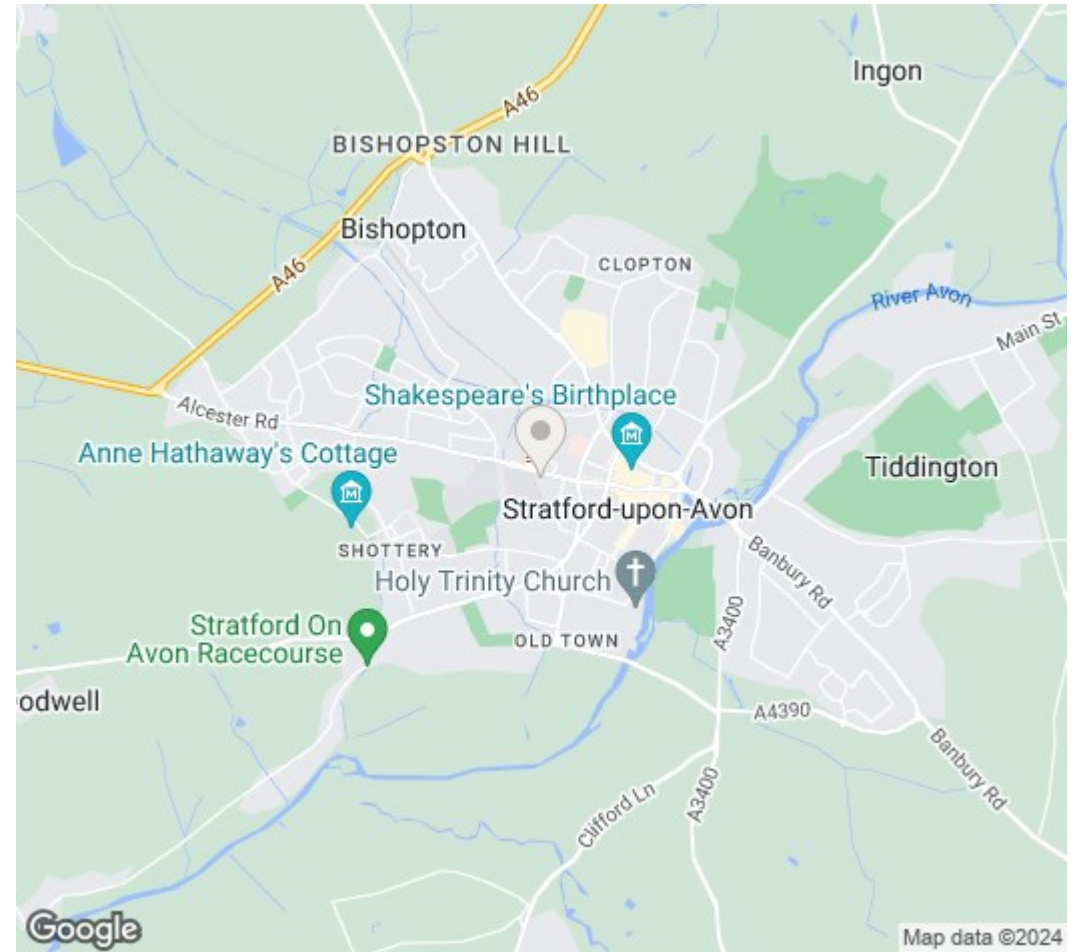 Ingon
A46
BISHOPSTON HILL
Bishopton
CLOPTON
A46
River Avon
Main St
Shakespeare's Birthplace
Alcester Rd
Anne Hathaway's Cottage
Tiddington
Stratford-upon-Avon
SHOTTERY
Banbury Rd
Holy Trinity Church
A3400
Stratford On
Avon Racecourse
OLD TOWN
odwell
A4390
Banbury Rd
A3400
Clifford Ln
Google
Map data ©2024